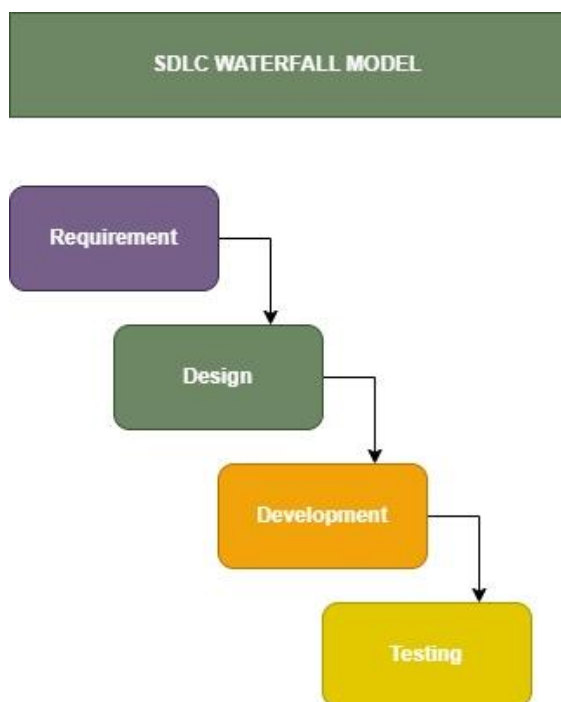 SDLC WATERFALL MODEL
Requirement
Design
Development
Testing